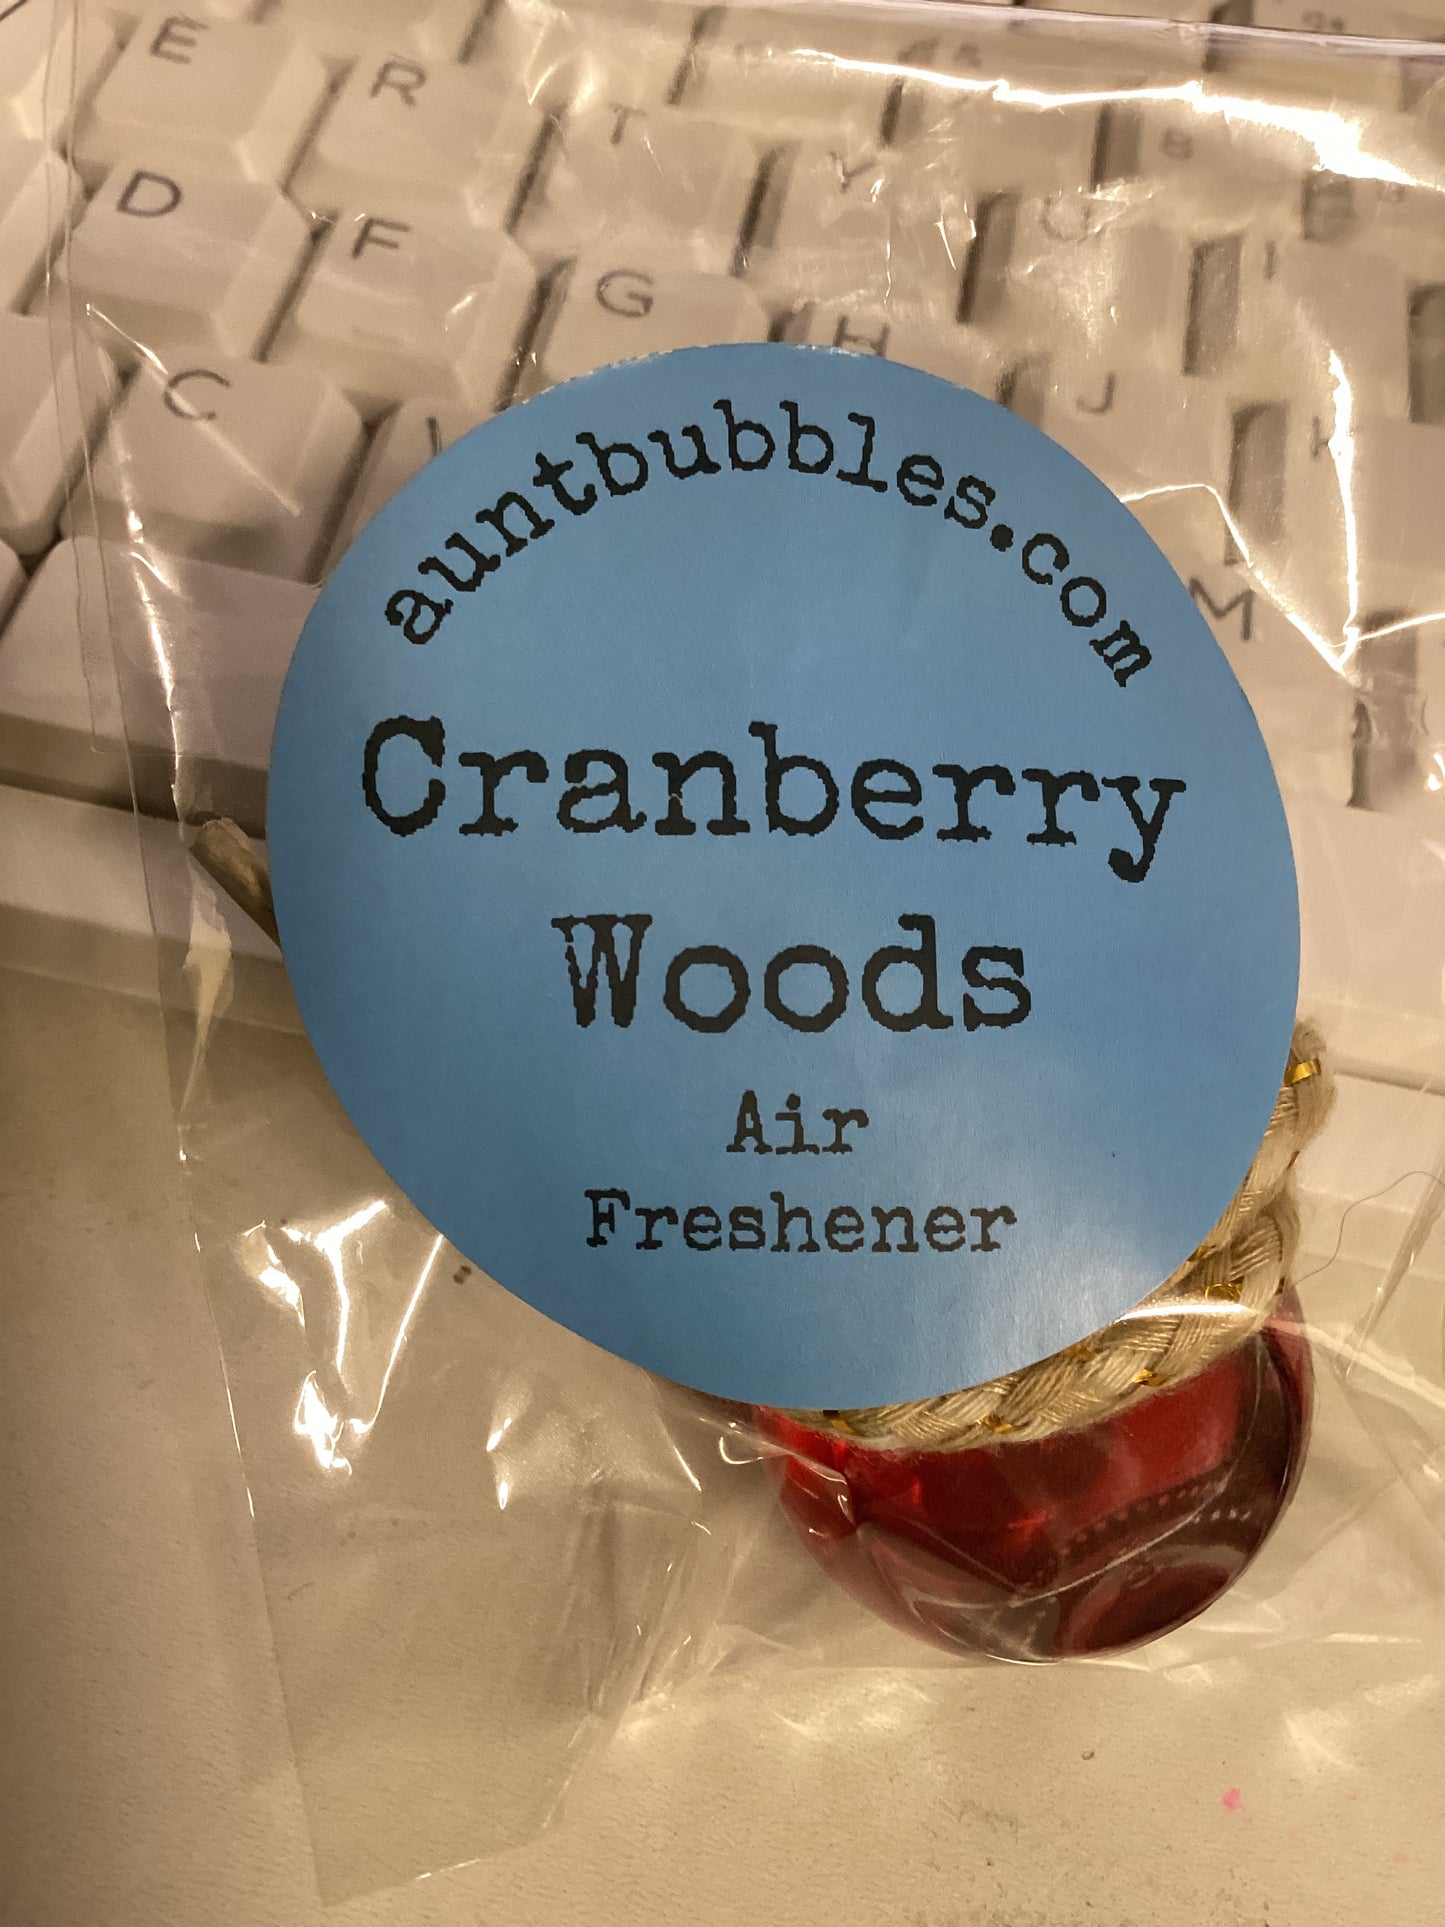 E R T Y U I
D F G H J K
C M
auntbubbles.com
Cranberry
Woods
Air
Freshener